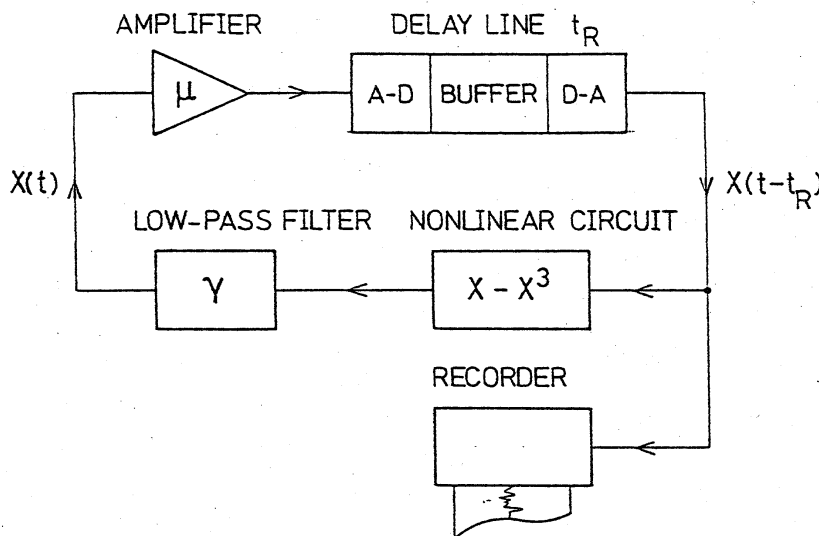 AMPLIFIER
DELAY LINE t_R
μ
A-D BUFFER D-A
X(t)
X(t-t_R)
LOW-PASS FILTER
NONLINEAR CIRCUIT
γ
X - X³
RECORDER